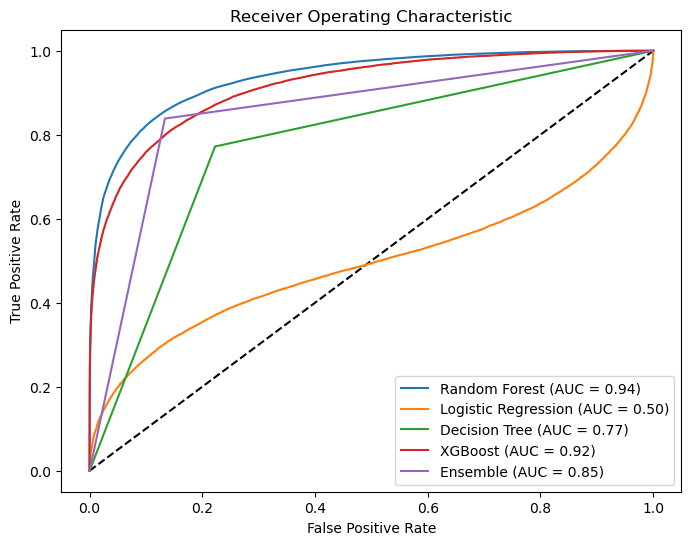 Receiver Operating Characteristic
True Positive Rate
1.0
0.8
0.6
0.4
0.2
0.0
Random Forest (AUC = 0.94)
Logistic Regression (AUC = 0.50)
Decision Tree (AUC = 0.77)
XGBoost (AUC = 0.92)
Ensemble (AUC = 0.85)
0.0 0.2 0.4 0.6 0.8 1.0
False Positive Rate